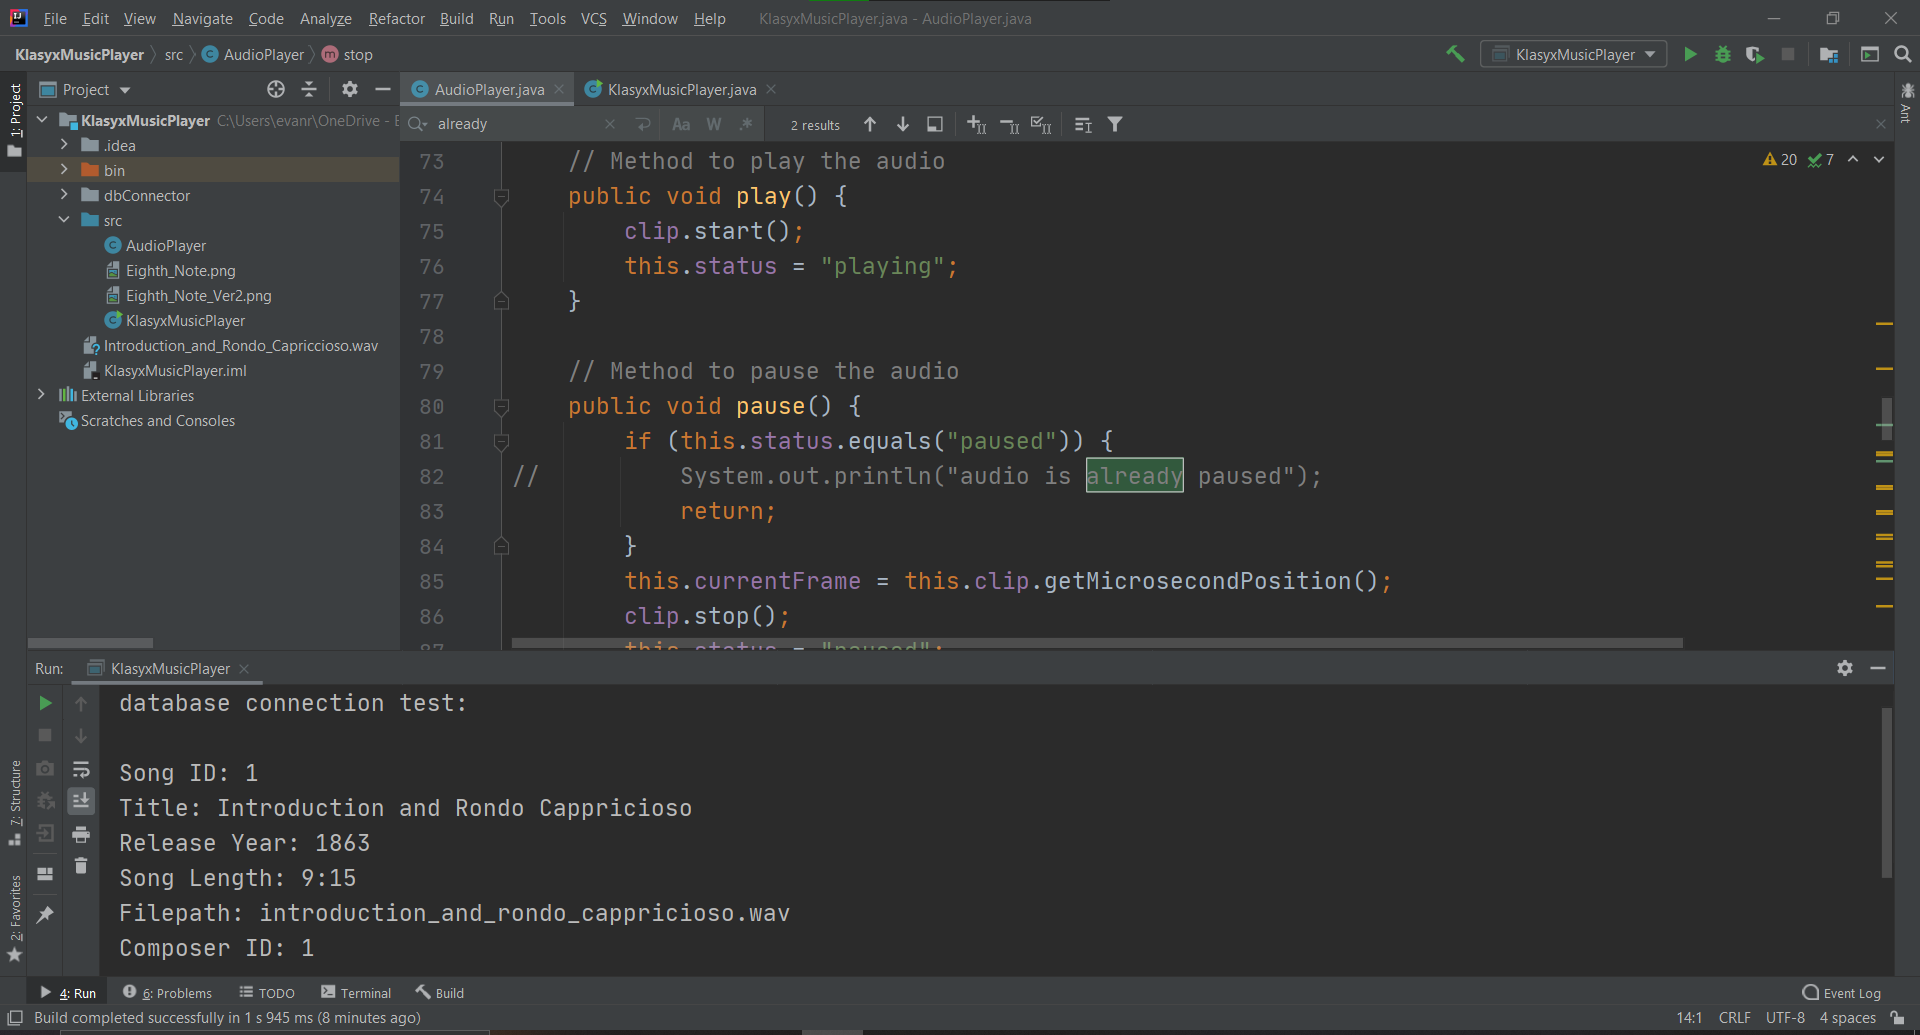 File Edit View Navigate Code Analyze Refactor Build Run Tools VCS Window Help KlasyxMusicPlayer.java - AudioPlayer.java
KlasyxMusicPlayer src AudioPlayer stop KlasyxMusicPlayer
1: Project
Project
KlasyxMusicPlayer C:\Users\evanr\OneDrive - E
.idea
bin
dbConnector
src
AudioPlayer
Eighth_Note.png
Eighth_Note_Ver2.png
KlasyxMusicPlayer
Introduction_and_Rondo_Capriccioso.wav
KlasyxMusicPlayer.iml
External Libraries
Scratches and Consoles
AudioPlayer.java KlasyxMusicPlayer.java
already Aa W .* 2 results
20 7
Ant
73 // Method to play the audio
74 public void play() {
75 clip.start();
76 this.status = "playing";
77 }
78
79 // Method to pause the audio
80 public void pause() {
81 if (this.status.equals("paused")) {
82 // System.out.println("audio is already paused");
83 return;
84 }
85 this.currentFrame = this.clip.getMicrosecondPosition();
86 clip.stop();
87 this.status = "paused";
Run: KlasyxMusicPlayer
database connection test:
Song ID: 1
Title: Introduction and Rondo Cappricioso
Release Year: 1863
Song Length: 9:15
Filepath: introduction_and_rondo_cappricioso.wav
Composer ID: 1
7: Structure
2: Favorites
4: Run 6: Problems TODO Terminal Build Event Log
Build completed successfully in 1 s 945 ms (8 minutes ago) 14:1 CRLF UTF-8 4 spaces